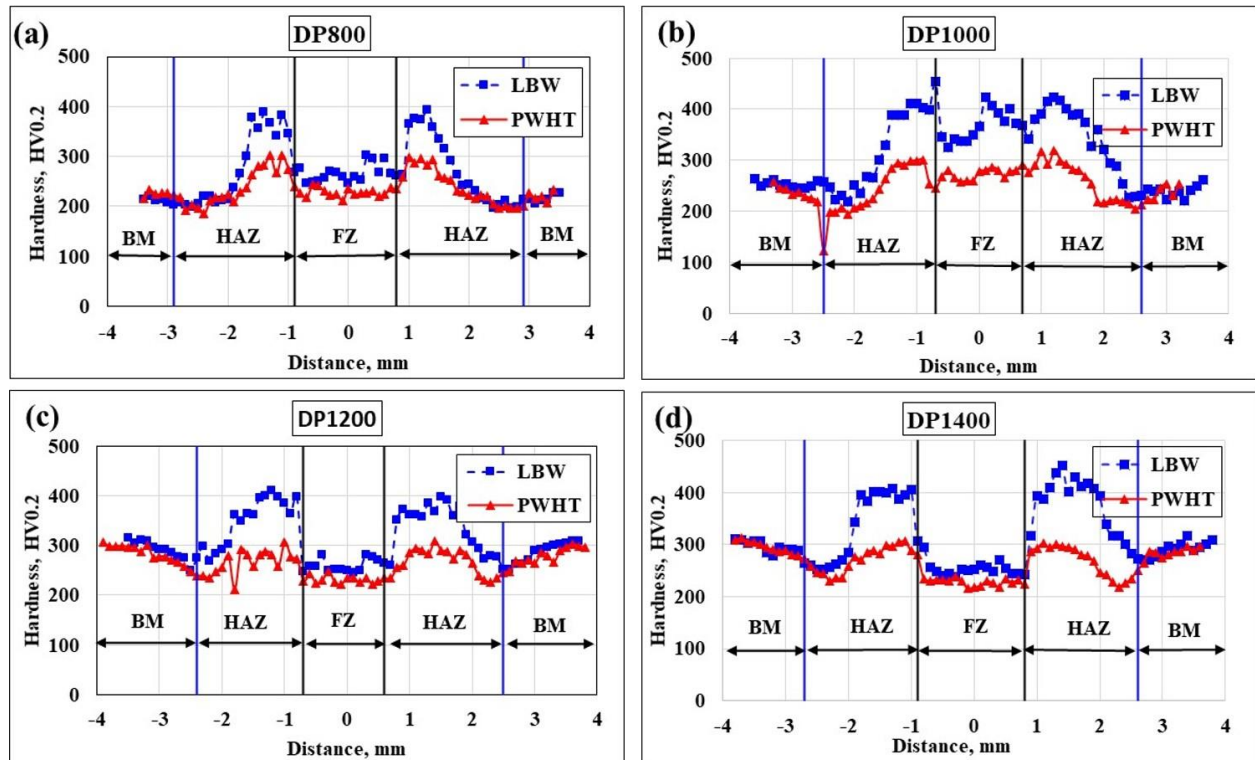 (a)
DP800
Hardness, HV0.2
500
400
300
200
100
0
LBW
PWHT
BM
HAZ
FZ
HAZ
BM
-4
-3
-2
-1
0
1
2
3
4
Distance, mm
(b)
DP1000
Hardness, HV0.2
500
400
300
200
100
0
LBW
PWHT
BM
HAZ
FZ
HAZ
BM
-4
-3
-2
-1
0
1
2
3
4
Distance, mm
(c)
DP1200
Hardness, HV0.2
500
400
300
200
100
0
LBW
PWHT
BM
HAZ
FZ
HAZ
BM
-4
-3
-2
-1
0
1
2
3
4
Distance, mm
(d)
DP1400
Hardness, HV0.2
500
400
300
200
100
0
LBW
PWHT
BM
HAZ
FZ
HAZ
BM
-4
-3
-2
-1
0
1
2
3
4
Distance, mm